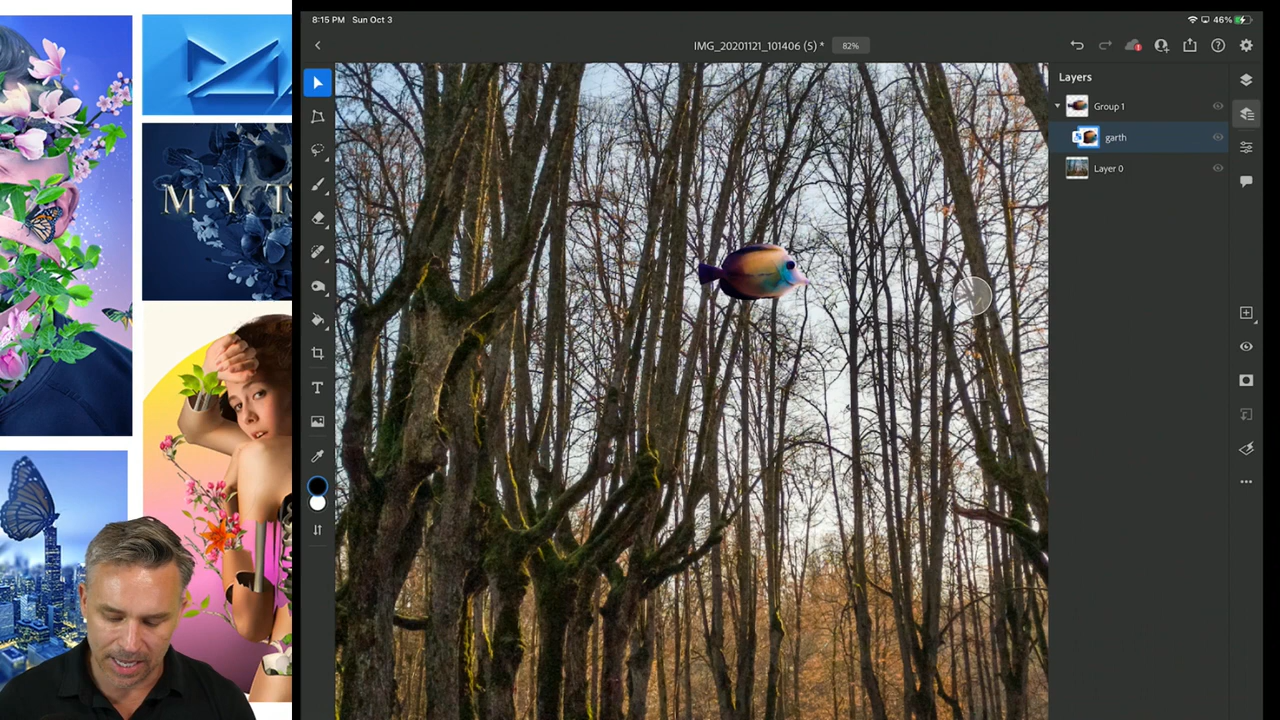 8:15 PM Sun Oct 3
46%
IMG_20201121_101406 (5) *
82%
Layers
Group 1
garth
Layer 0
T
M Y T